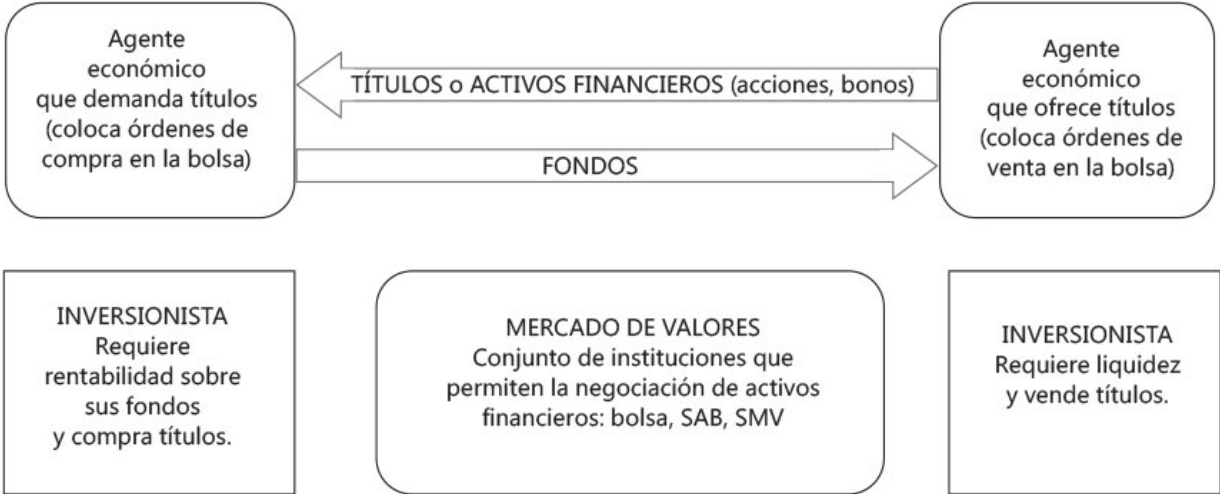 Agente
económico
que demanda títulos
(coloca órdenes de
compra en la bolsa)
TÍTULOS o ACTIVOS FINANCIEROS (acciones, bonos)
FONDOS
Agente
económico
que ofrece títulos
(coloca órdenes de
venta en la bolsa)
INVERSIONISTA
Requiere
rentabilidad sobre
sus fondos
y compra títulos.
MERCADO DE VALORES
Conjunto de instituciones que
permiten la negociación de activos
financieros: bolsa, SAB, SMV
INVERSIONISTA
Requiere liquidez
y vende títulos.